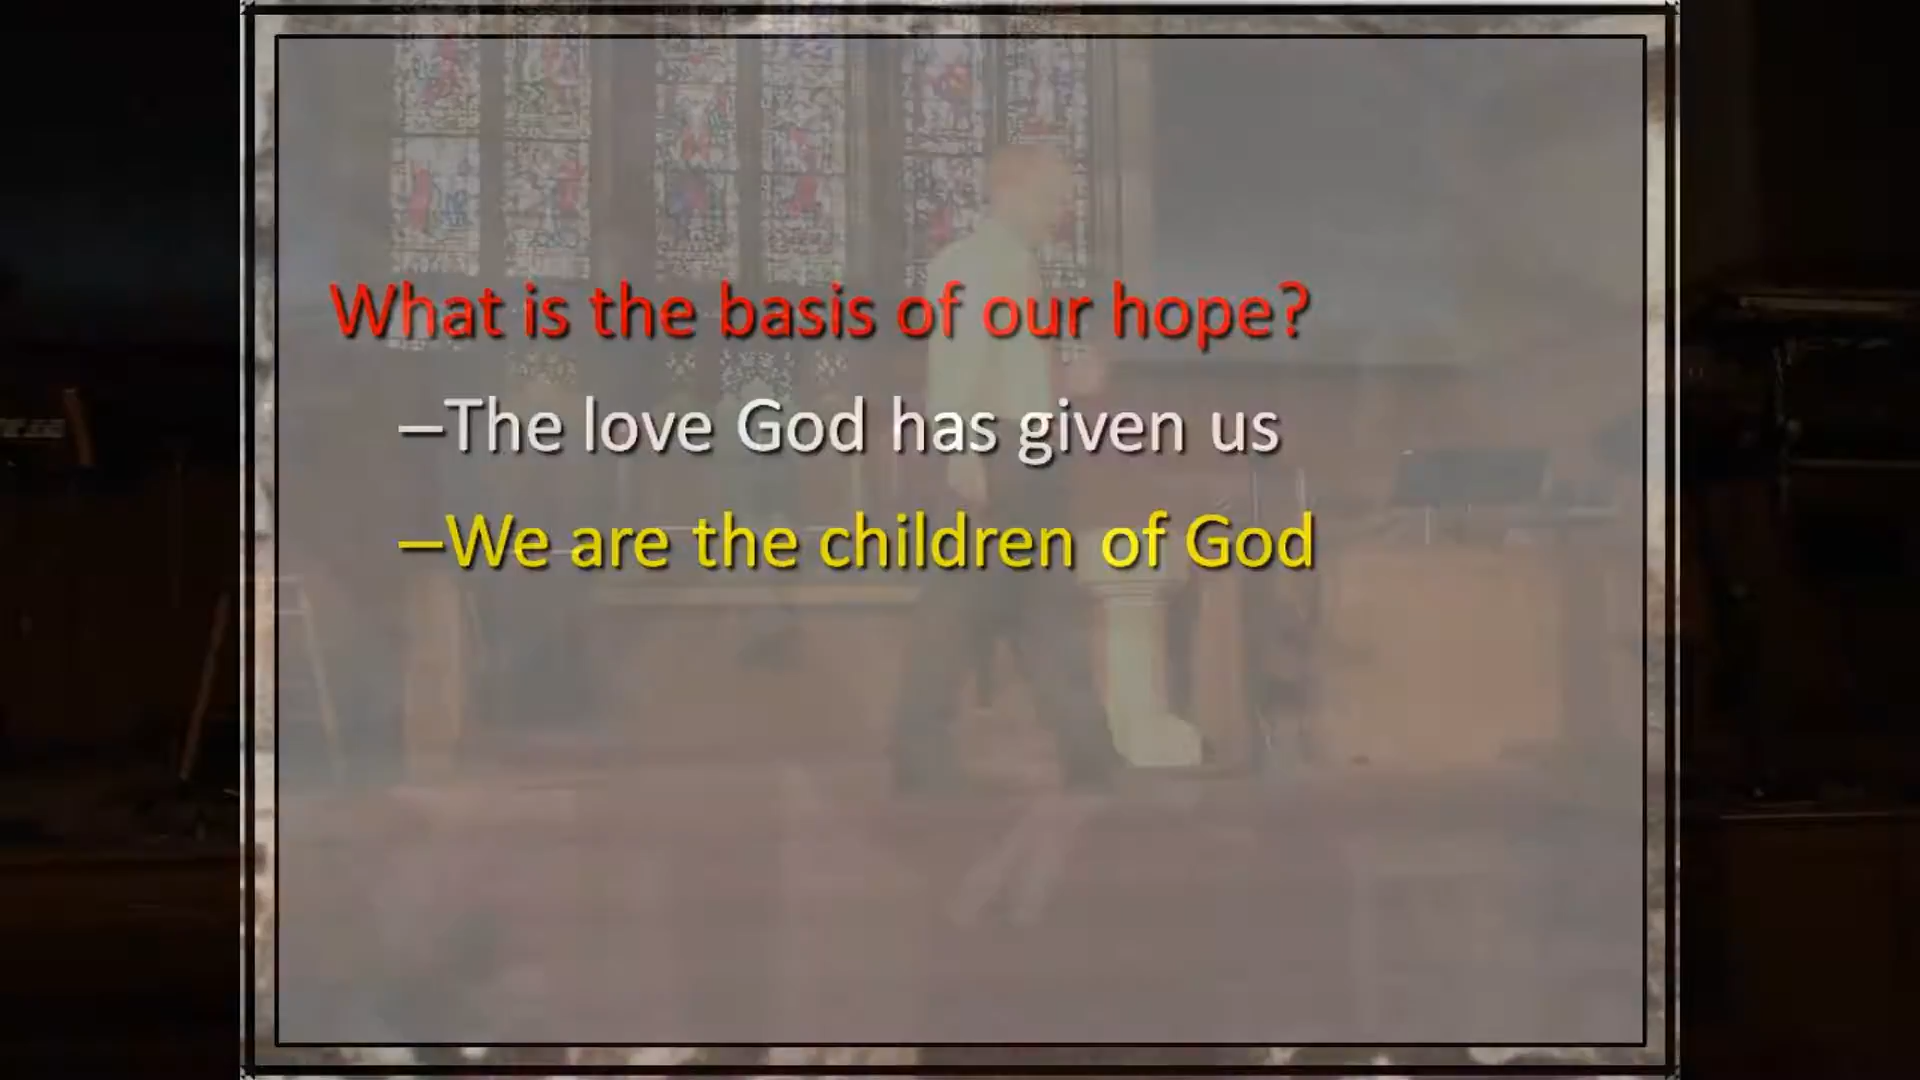 What is the basis of our hope?
–The love God has given us
–We are the children of God